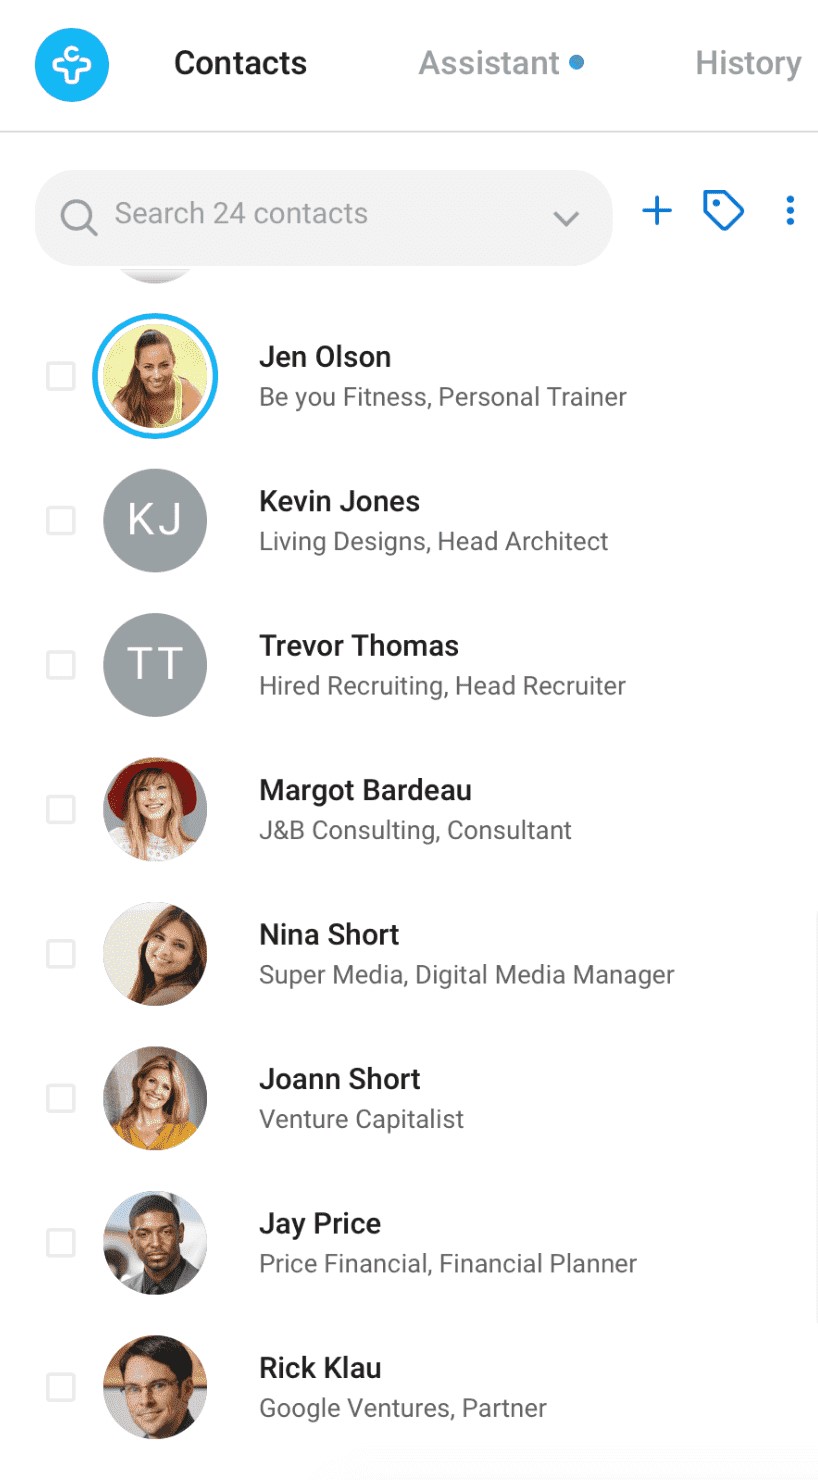 Contacts
Assistant
History
Search 24 contacts
Jen Olson
Be you Fitness, Personal Trainer
KJ
Kevin Jones
Living Designs, Head Architect
TT
Trevor Thomas
Hired Recruiting, Head Recruiter
Margot Bardeau
J&B Consulting, Consultant
Nina Short
Super Media, Digital Media Manager
Joann Short
Venture Capitalist
Jay Price
Price Financial, Financial Planner
Rick Klau
Google Ventures, Partner